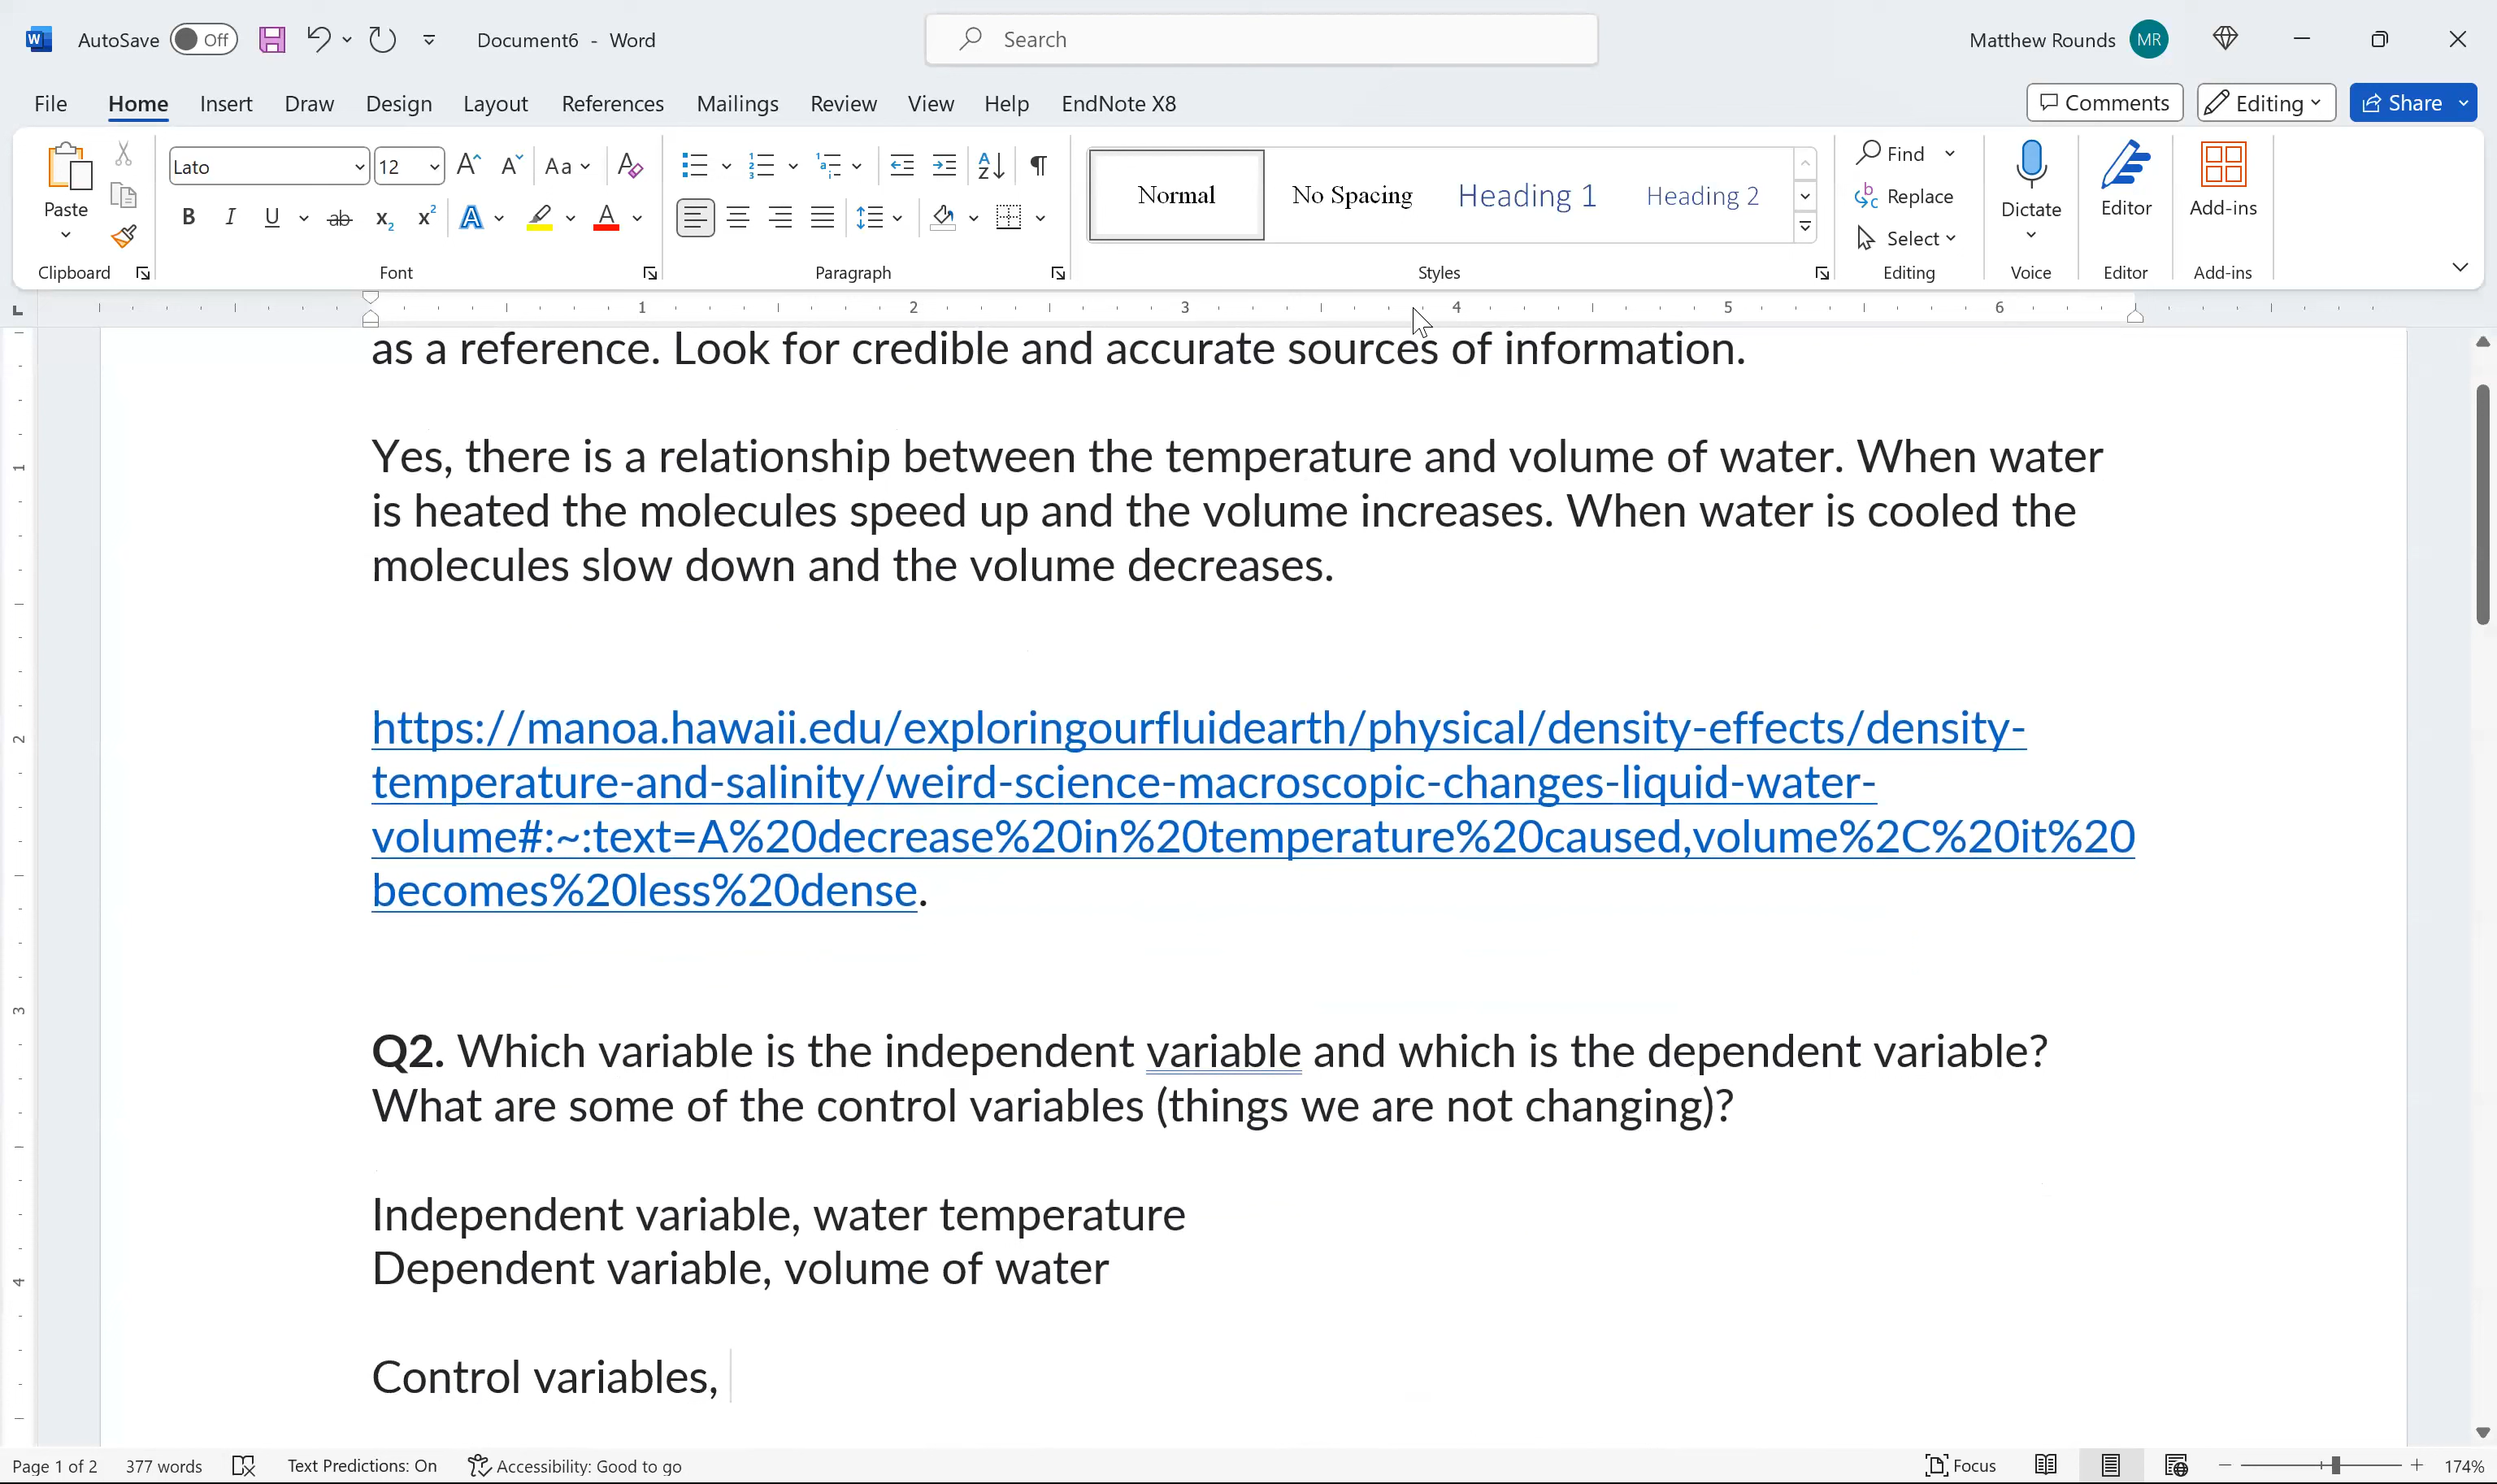 AutoSave Off Document6 - Word Search Matthew Rounds MR
File Home Insert Draw Design Layout References Mailings Review View Help EndNote X8 Comments Editing Share
Paste Lato 12 Aa Normal No Spacing Heading 1 Heading 2 Find Replace Select Dictate Editor Add-ins
Clipboard Font Paragraph Styles Editing Voice Editor Add-ins
1 2 3 4 5 6
as a reference. Look for credible and accurate sources of information.
Yes, there is a relationship between the temperature and volume of water. When water
is heated the molecules speed up and the volume increases. When water is cooled the
molecules slow down and the volume decreases.
https://manoa.hawaii.edu/exploringourfluidearth/physical/density-effects/density-
temperature-and-salinity/weird-science-macroscopic-changes-liquid-water-
volume#:~:text=A%20decrease%20in%20temperature%20caused,volume%2C%20it%20
becomes%20less%20dense.
Q2. Which variable is the independent variable and which is the dependent variable?
What are some of the control variables (things we are not changing)?
Independent variable, water temperature
Dependent variable, volume of water
Control variables,
Page 1 of 2 377 words Text Predictions: On Accessibility: Good to go Focus 174%